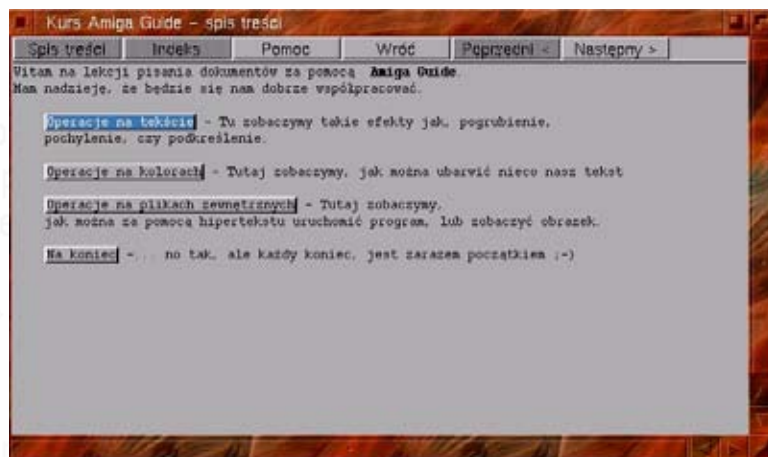 Kurs Amiga Guide - spis treści
Spis treści Indeks Pomoc Wróć Poprzedni < Następny >
Witam na Lekcji pisania dokumentów za pomocą Amiga Guide.
Mam nadzieję, że będzie się nam dobrze współpracować.
Operacje na tekście - Tu zobaczymy takie efekty jak, pogrubienie,
pochylenie, czy podkreślenie.
Operacje na kolorach - Tutaj zobaczymy, jak można ubarwić nieco nasz tekst
Operacje na plikach zewnętrznych - Tutaj zobaczymy,
jak można za pomocą hipertekstu uruchomić program, lub zobaczyć obrazek.
Na koniec -... no tak, ale każdy koniec, jest zarazem początkiem ;-)